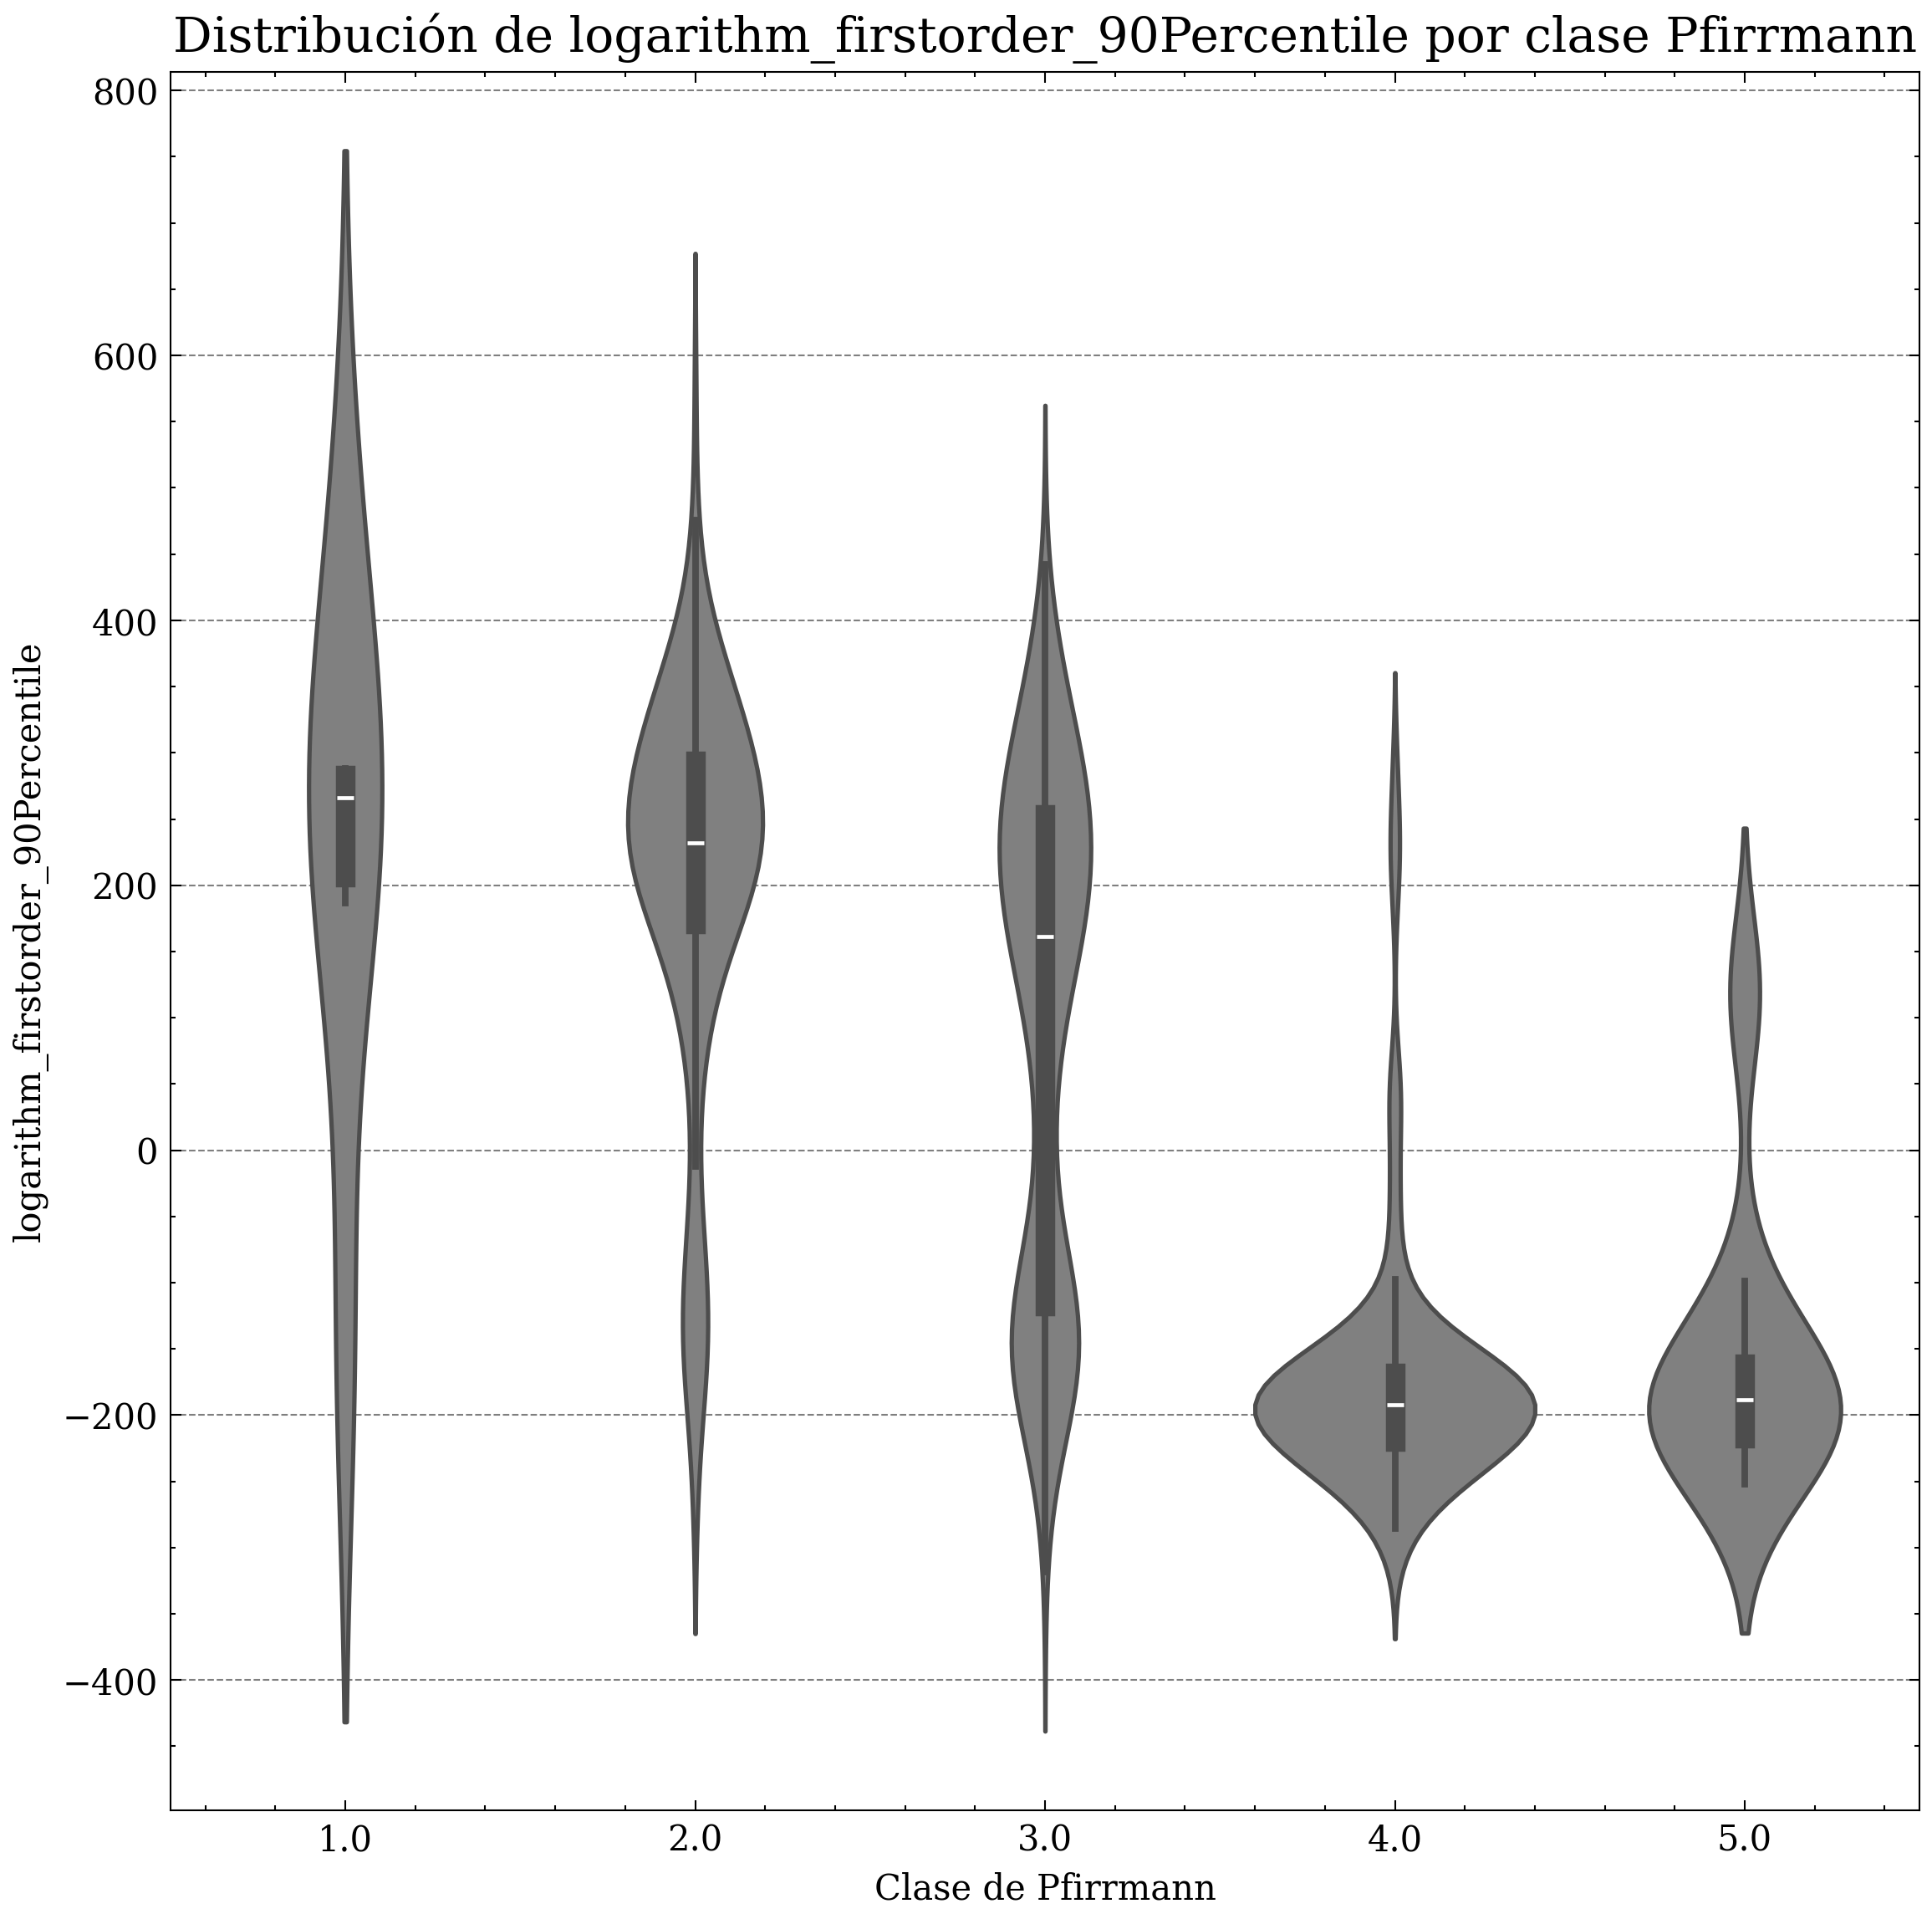 Distribución de logarithm_firstorder_90Percentile por clase Pfirrmann
800
600
400
200
0
−200
−400
logarithm_firstorder_90Percentile
1.0 2.0 3.0 4.0 5.0
Clase de Pfirrmann